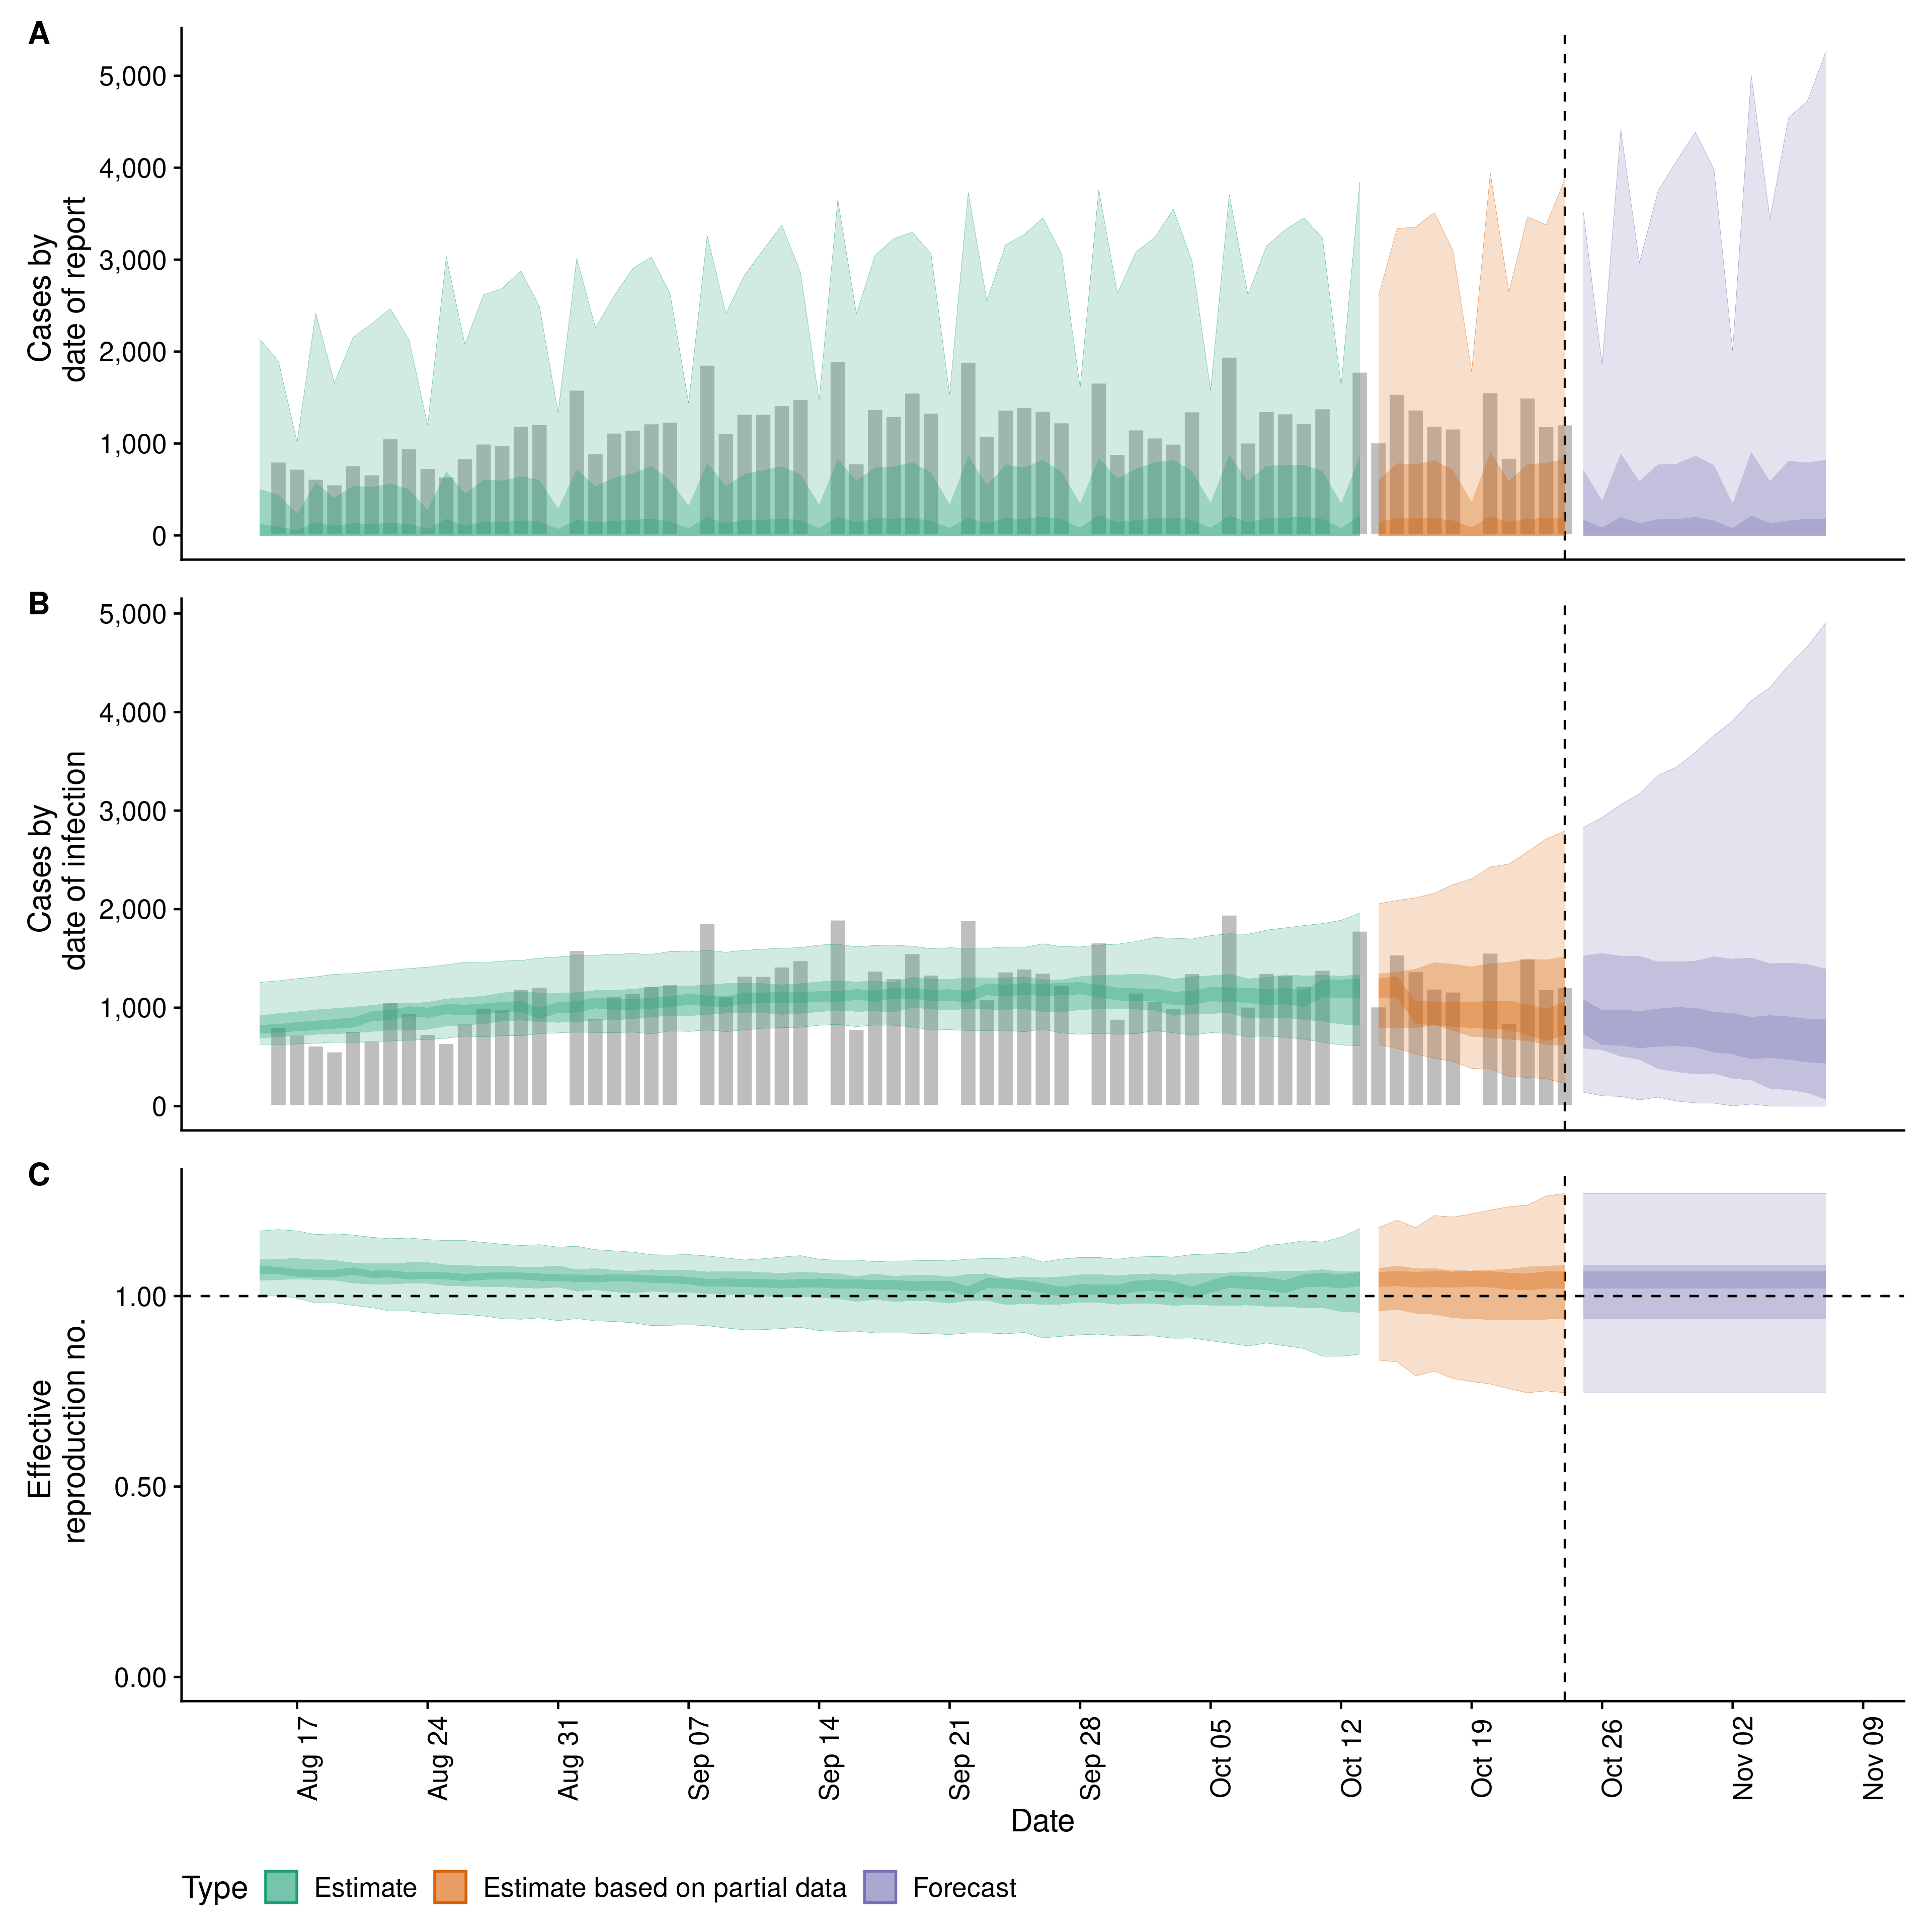 A
5,000
4,000
3,000
2,000
1,000
0
Cases by
date of report
B
5,000
4,000
3,000
2,000
1,000
0
Cases by
date of infection
C
1.00
0.50
0.00
Effective
reproduction no.
Aug 17
Aug 24
Aug 31
Sep 07
Sep 14
Sep 21
Sep 28
Oct 05
Oct 12
Oct 19
Oct 26
Nov 02
Nov 09
Date
Type Estimate Estimate based on partial data Forecast